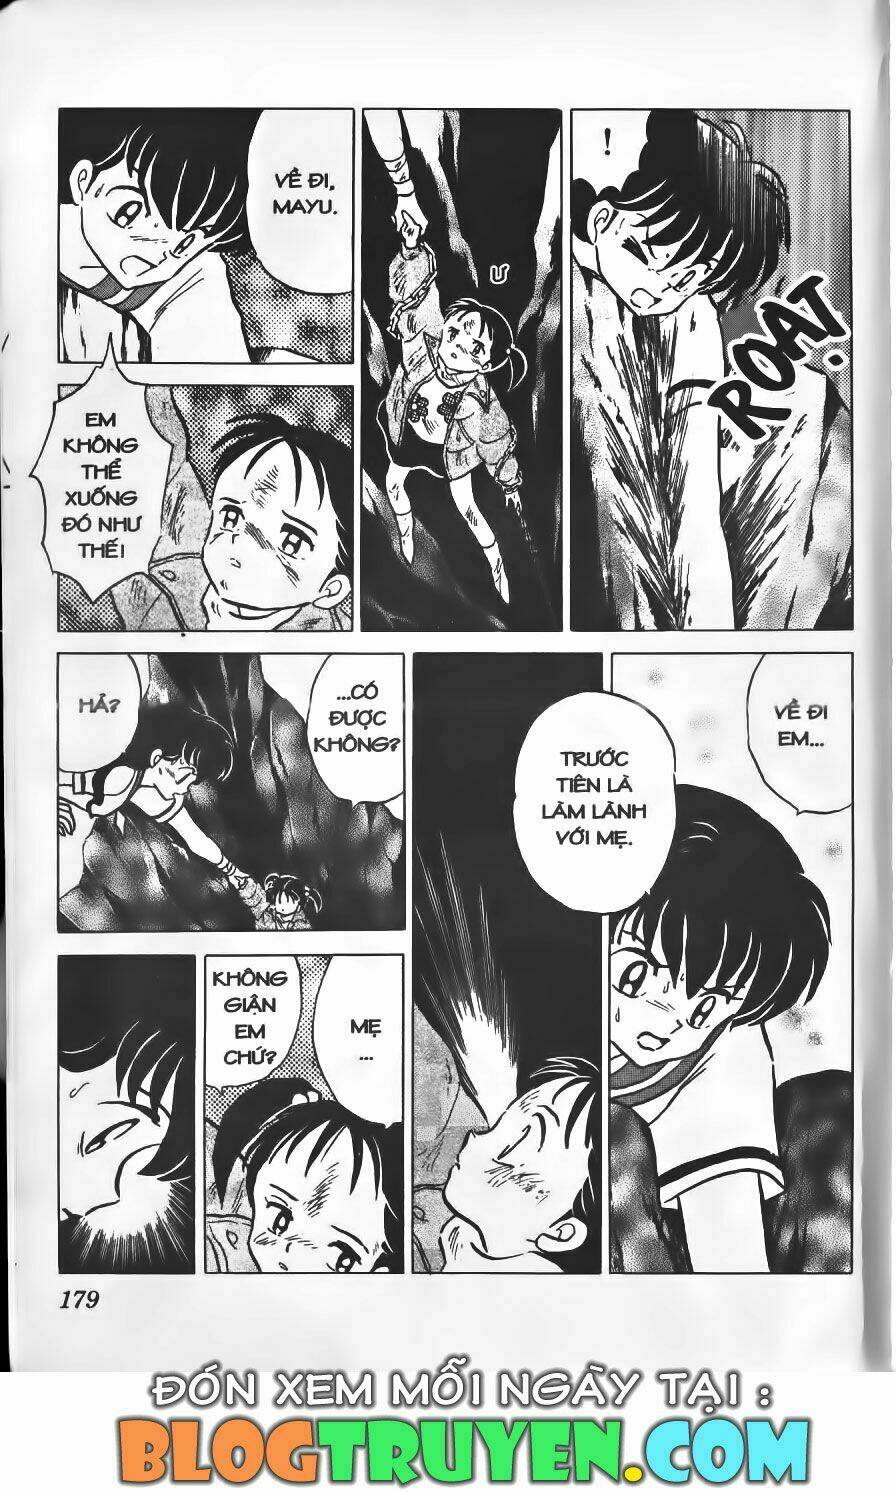 !
ROẠT
Ư
VỀ ĐI,
MAYU.
EM
KHÔNG
THỂ
XUỐNG
ĐÓ NHƯ
THẾ!
VỀ ĐI
EM...
TRƯỚC
TIÊN LÀ
LÀM LÀNH
VỚI MẸ.
...CÓ
ĐƯỢC
KHÔNG?
HẢ?
MẸ
...
KHÔNG
GIẬN
EM
CHỨ?
179
ĐÓN XEM MỖI NGÀY TẠI :
BLOGTRUYEN.COM